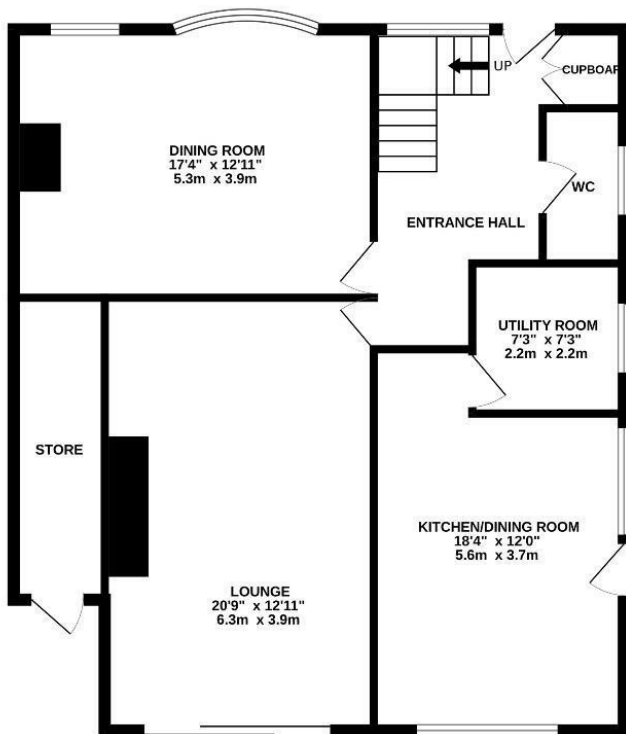 UP
CUPBOAR
DINING ROOM
17'4" x 12'11"
5.3m x 3.9m
WC
ENTRANCE HALL
UTILITY ROOM
7'3" x 7'3"
2.2m x 2.2m
STORE
KITCHEN/DINING ROOM
18'4" x 12'0"
5.6m x 3.7m
LOUNGE
20'9" x 12'11"
6.3m x 3.9m